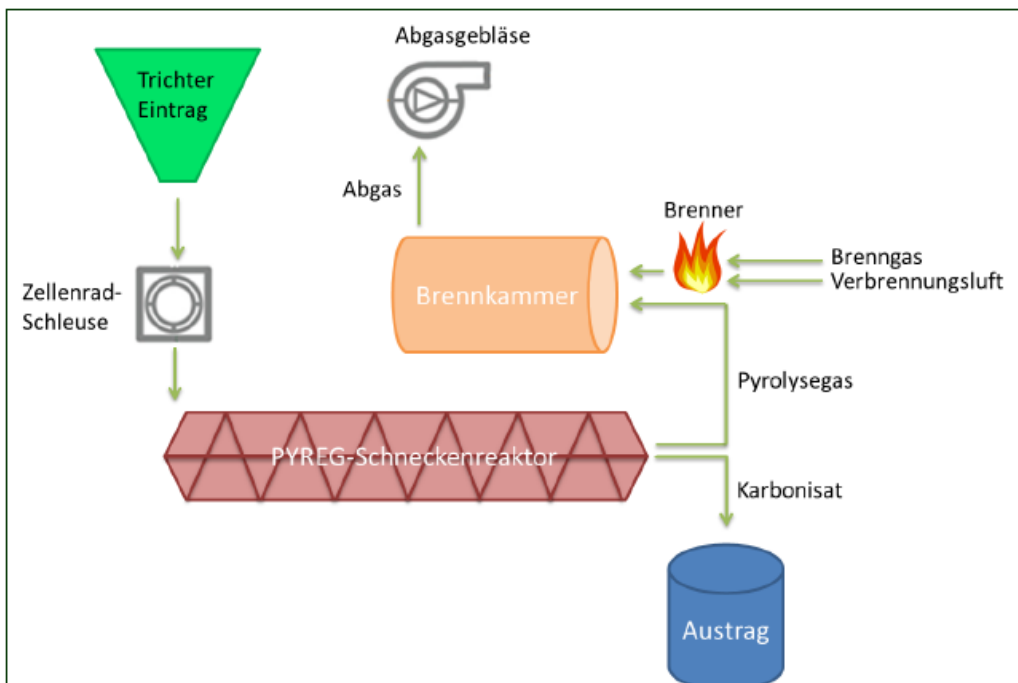 Abgasgebläse
Trichter
Eintrag
Abgas
Brenner
Brenngas
Verbrennungsluft
Zellenrad-
Schleuse
Brennkammer
Pyrolysegas
PYREG-Schneckenreaktor
Karbonisat
Austrag